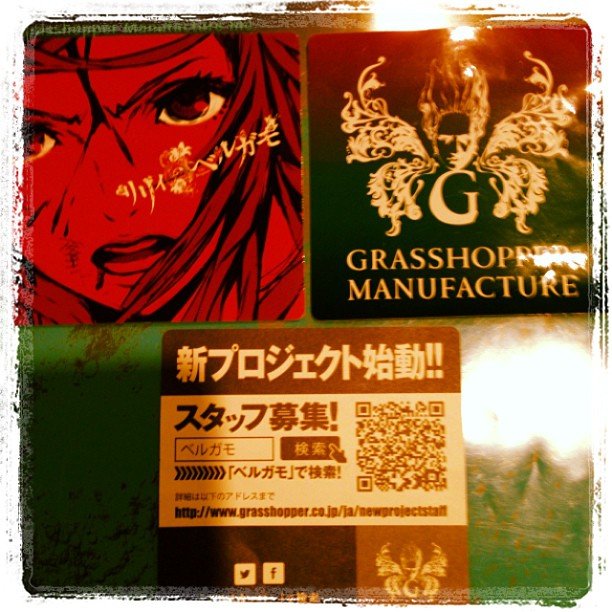 リリィ・ベルガモ
G
GRASSHOPPER
MANUFACTURE
新プロジェクト始動!!
スタッフ募集!
ベルガモ 検索
「ベルガモ」で検索!
詳細は以下のアドレスまで
http://www.grasshopper.co.jp/ja/newprojectstaff
f